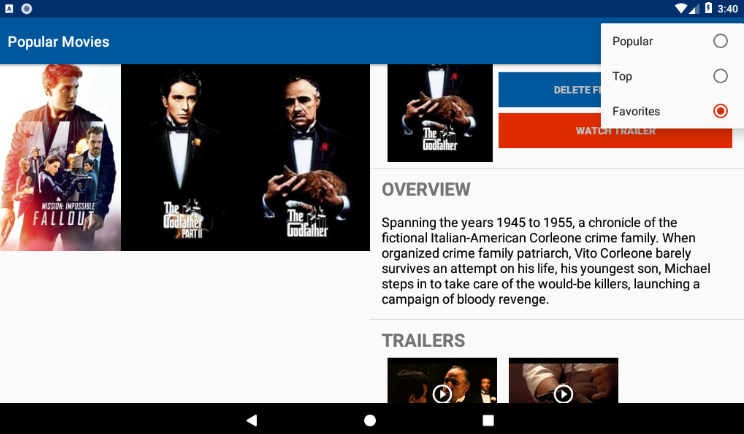 3:40
Popular Movies
Popular
Top
Favorites
MISSION: IMPOSSIBLE
FALLOUT
The
Godfather
PART II
The
Godfather
The
Godfather
DELETE F
WATCH TRAILER
OVERVIEW
Spanning the years 1945 to 1955, a chronicle of the
fictional Italian-American Corleone crime family. When
organized crime family patriarch, Vito Corleone barely
survives an attempt on his life, his youngest son, Michael
steps in to take care of the would-be killers, launching a
campaign of bloody revenge.
TRAILERS